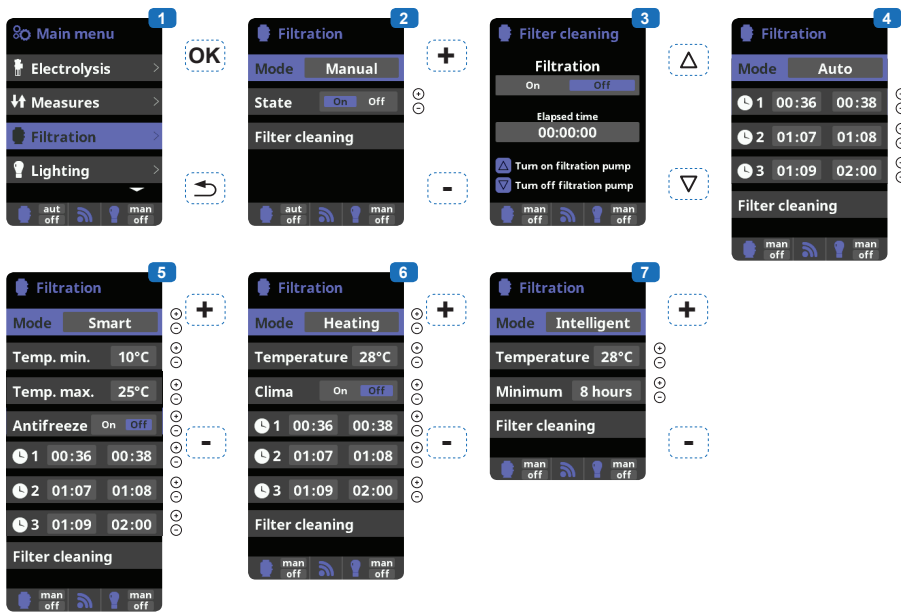 1
Main menu
Electrolysis
Measures
Filtration
Lighting
aut off
man off
OK
2
Filtration
Mode Manual
State On Off
Filter cleaning
aut off
man off
+
-
3
Filter cleaning
Filtration
On Off
Elapsed time
00:00:00
Turn on filtration pump
Turn off filtration pump
man off
man off
4
Filtration
Mode Auto
1 00:36 00:38
2 01:07 01:08
3 01:09 02:00
Filter cleaning
man off
man off
5
Filtration
Mode Smart
Temp. min. 10°C
Temp. max. 25°C
Antifreeze On Off
1 00:36 00:38
2 01:07 01:08
3 01:09 02:00
Filter cleaning
man off
man off
+
-
6
Filtration
Mode Heating
Temperature 28°C
Clima On Off
1 00:36 00:38
2 01:07 01:08
3 01:09 02:00
Filter cleaning
man off
man off
+
-
7
Filtration
Mode Intelligent
Temperature 28°C
Minimum 8 hours
Filter cleaning
man off
man off
+
-